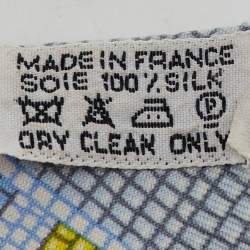 MADE IN FRANCE
SOIE 100% SILK
P
DRY CLEAN ONLY